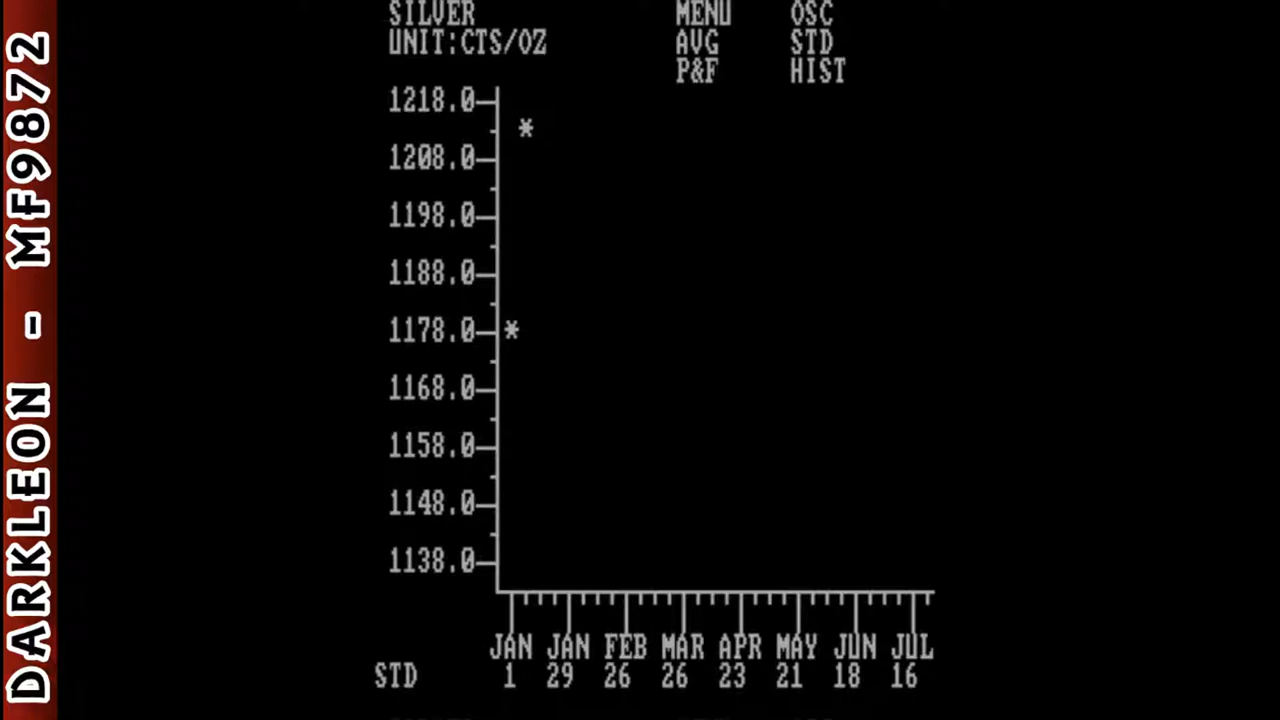 DARKLEON - MF9872
SILVER MENU OSC
UNIT:CTS/OZ AVG STD
P&F HIST
1218.0
1208.0
1198.0
1188.0
1178.0
1168.0
1158.0
1148.0
1138.0
JAN JAN FEB MAR APR MAY JUN JUL
STD 1 29 26 26 23 21 18 16